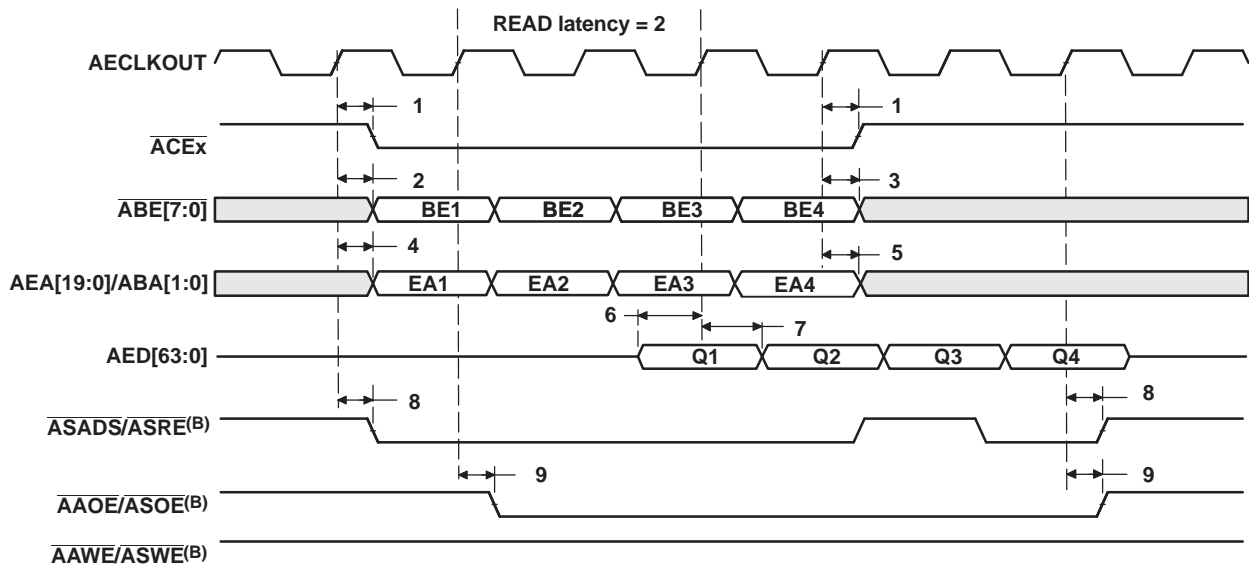 READ latency = 2
AECLKOUT
1 1
ACEx
2 3
ABE[7:0] BE1 BE2 BE3 BE4
4 5
AEA[19:0]/ABA[1:0] EA1 EA2 EA3 EA4
6 7
AED[63:0] Q1 Q2 Q3 Q4
8 8
ASADS/ASRE(B)
9 9
AAOE/ASOE(B)
AAWE/ASWE(B)